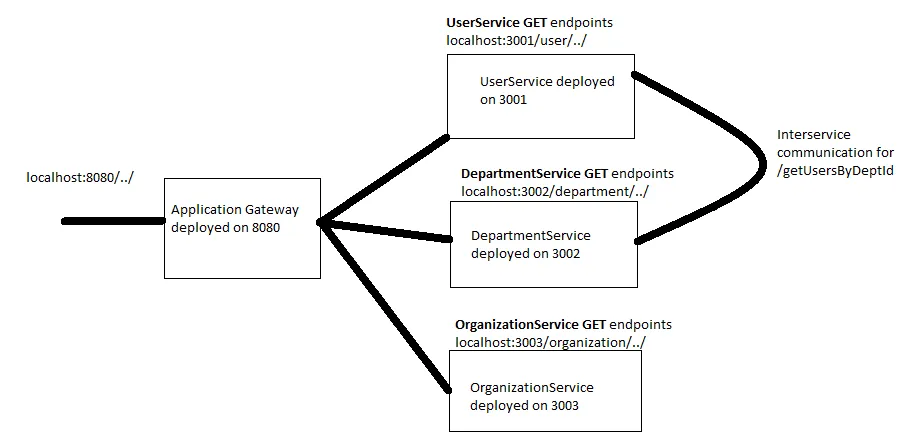 UserService GET endpoints
localhost:3001/user/../
UserService deployed
on 3001
Interservice
communication for
/getUsersByDeptId
localhost:8080/../
DepartmentService GET endpoints
localhost:3002/department/../
Application Gateway
deployed on 8080
DepartmentService
deployed on 3002
OrganizationService GET endpoints
localhost:3003/organization/../
OrganizationService
deployed on 3003